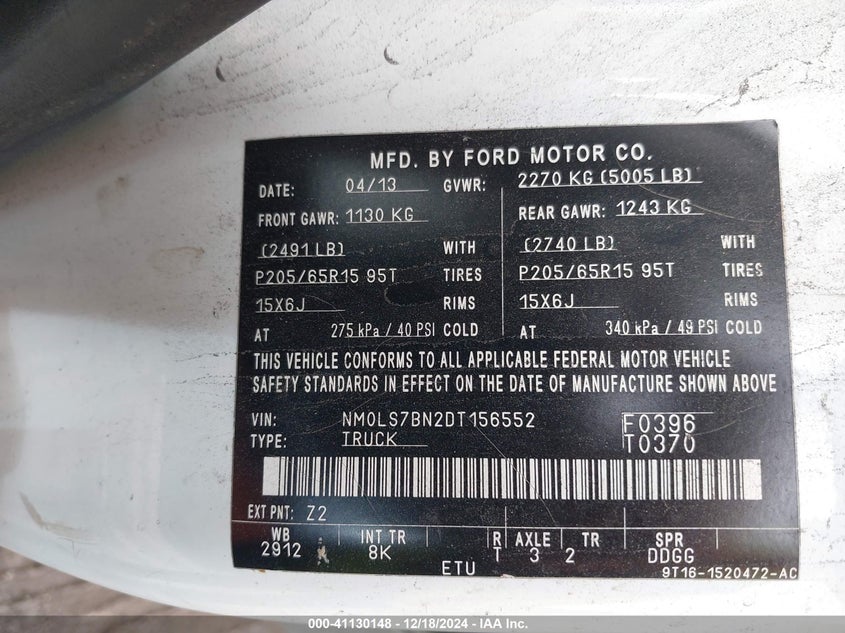 MFD. BY FORD MOTOR CO.
DATE: 04/13 GVWR: 2270 KG (5005 LB)
FRONT GAWR: 1130 KG REAR GAWR: 1243 KG
(2491 LB) WITH (2740 LB) WITH
P205/65R15 95T TIRES P205/65R15 95T TIRES
15X6J RIMS 15X6J RIMS
AT 275 kPa / 40 PSI COLD AT 340 kPa / 49 PSI COLD
THIS VEHICLE CONFORMS TO ALL APPLICABLE FEDERAL MOTOR VEHICLE
SAFETY STANDARDS IN EFFECT ON THE DATE OF MANUFACTURE SHOWN ABOVE
VIN: NM0LS7BN2DT156552 F0396
TYPE: TRUCK T0370
EXT PNT: Z2
WB INT TR R AXLE TR SPR
2912 8K T 3 2 DDGG
ETU 9T16-1520472-AC
000-41130148 - 12/18/2024 - IAA Inc.